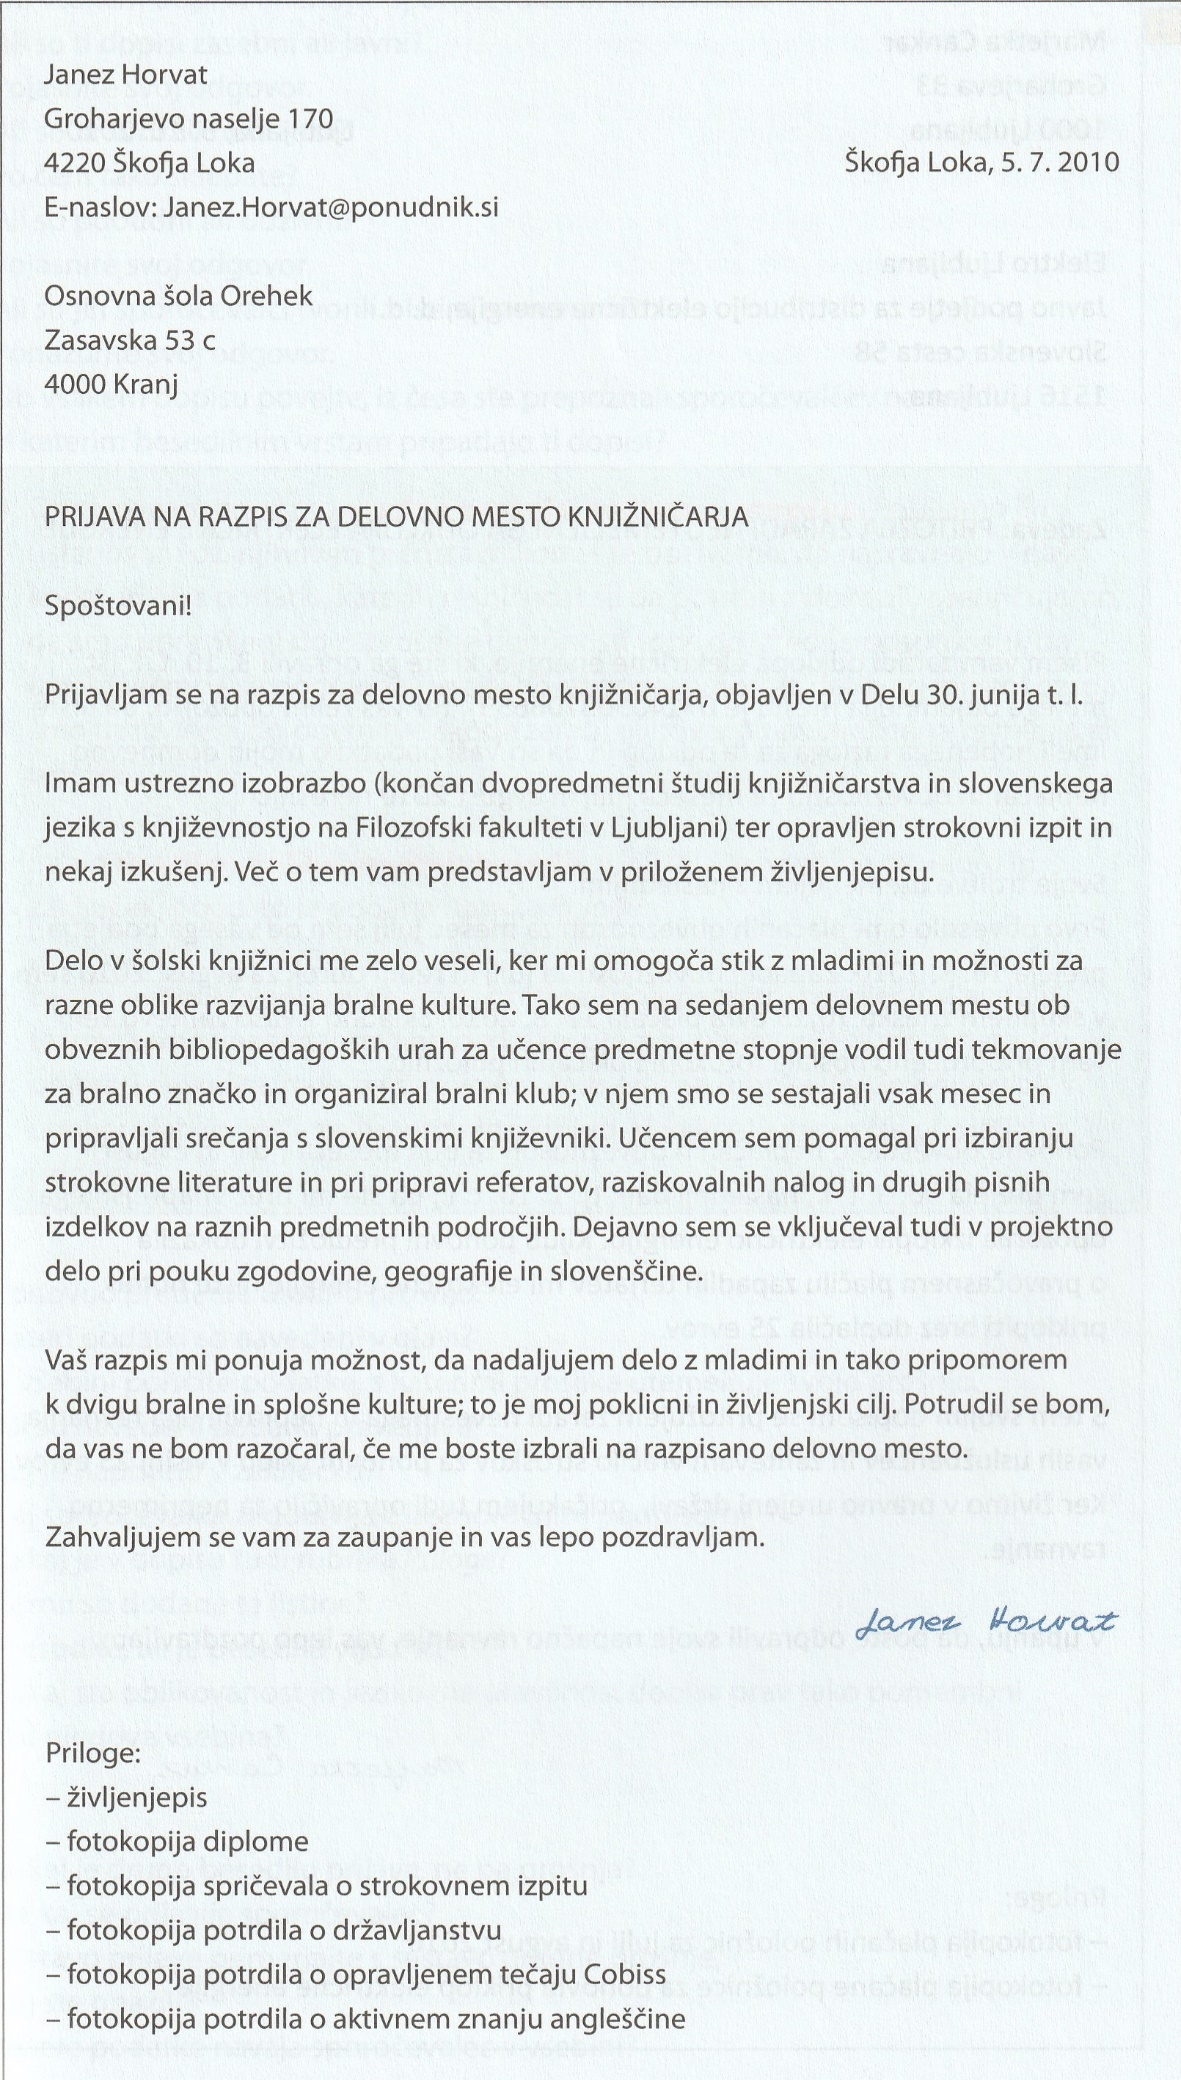 Janez Horvat
Groharjevo naselje 170
4220 Škofja Loka
Škofja Loka, 5. 7. 2010
E-naslov: Janez.Horvat@ponudnik.si
Osnovna šola Orehek
Zasavska 53 c
4000 Kranj
PRIJAVA NA RAZPIS ZA DELOVNO MESTO KNJIŽNIČARJA
Spoštovani!
Prijavljam se na razpis za delovno mesto knjižničarja, objavljen v Delu 30. junija t. l.
Imam ustrezno izobrazbo (končan dvopredmetni študij knjižničarstva in slovenskega
jezika s književnostjo na Filozofski fakulteti v Ljubljani) ter opravljen strokovni izpit in
nekaj izkušenj. Več o tem vam predstavljam v priloženem življenjepisu.
Delo v šolski knjižnici me zelo veseli, ker mi omogoča stik z mladimi in možnosti za
razne oblike razvijanja bralne kulture. Tako sem na sedanjem delovnem mestu ob
obveznih bibliopedagoških urah za učence predmetne stopnje vodil tudi tekmovanje
za bralno značko in organiziral bralni klub; v njem smo se sestajali vsak mesec in
pripravljali srečanja s slovenskimi književniki. Učencem sem pomagal pri izbiranju
strokovne literature in pri pripravi referatov, raziskovalnih nalog in drugih pisnih
izdelkov na raznih predmetnih področjih. Dejavno sem se vključeval tudi v projektno
delo pri pouku zgodovine, geografije in slovenščine.
Vaš razpis mi ponuja možnost, da nadaljujem delo z mladimi in tako pripomorem
k dvigu bralne in splošne kulture; to je moj poklicni in življenjski cilj. Potrudil se bom,
da vas ne bom razočaral, če me boste izbrali na razpisano delovno mesto.
Zahvaljujem se vam za zaupanje in vas lepo pozdravljam.
Janez Horvat
Priloge:
– življenjepis
– fotokopija diplome
– fotokopija spričevala o strokovnem izpitu
– fotokopija potrdila o državljanstvu
– fotokopija potrdila o opravljenem tečaju Cobiss
– fotokopija potrdila o aktivnem znanju angleščine